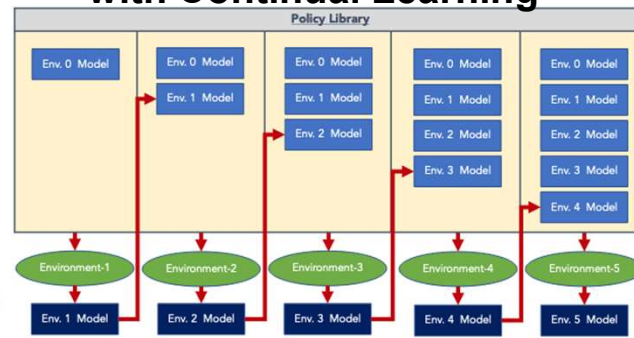 with Continual Learning
Policy Library
Env. 0 Model Env. 0 Model Env. 0 Model Env. 0 Model Env. 0 Model
Env. 1 Model Env. 1 Model Env. 1 Model Env. 1 Model
Env. 2 Model Env. 2 Model Env. 2 Model
Env. 3 Model Env. 3 Model
Env. 4 Model
Environment-1 Environment-2 Environment-3 Environment-4 Environment-5
Env. 1 Model Env. 2 Model Env. 3 Model Env. 4 Model Env. 5 Model